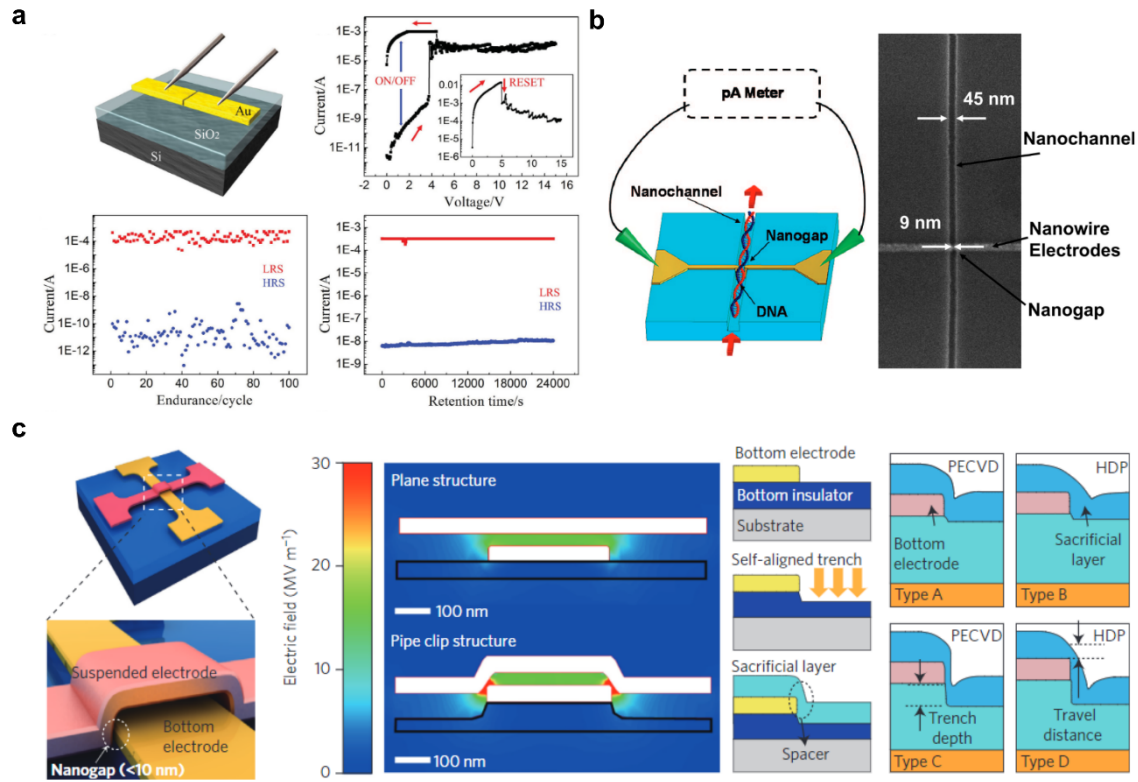 a
Au
SiO2
Si
1E-3
1E-5
1E-7
1E-9
1E-11
Current/A
-2 0 2 4 6 8 10 12 14 16
Voltage/V
ON/OFF
RESET
1E-1
1E-2
1E-3
1E-4
1E-5
1E-6
0 5 10 15
1E-4
1E-6
1E-8
1E-10
1E-12
Current/A
LRS
HRS
0 20 40 60 80 100
Endurance/cycle
1E-3
1E-4
1E-5
1E-6
1E-7
1E-8
1E-9
Current/A
LRS
HRS
0 6000 12000 18000 24000
Retention time/s
b
pA Meter
Nanochannel
Nanogap
DNA
45 nm
Nanochannel
9 nm
Nanowire
Electrodes
Nanogap
c
Suspended electrode
Bottom
electrode
Nanogap (<10 nm)
30
20
10
0
Electric field (MV m−1)
Plane structure
100 nm
Pipe clip structure
100 nm
Bottom electrode
Bottom insulator
Substrate
Self-aligned trench
Sacrificial layer
Spacer
PECVD
Bottom
electrode
Type A
HDP
Sacrificial
layer
Type B
PECVD
Trench
depth
Type C
HDP
Travel
distance
Type D